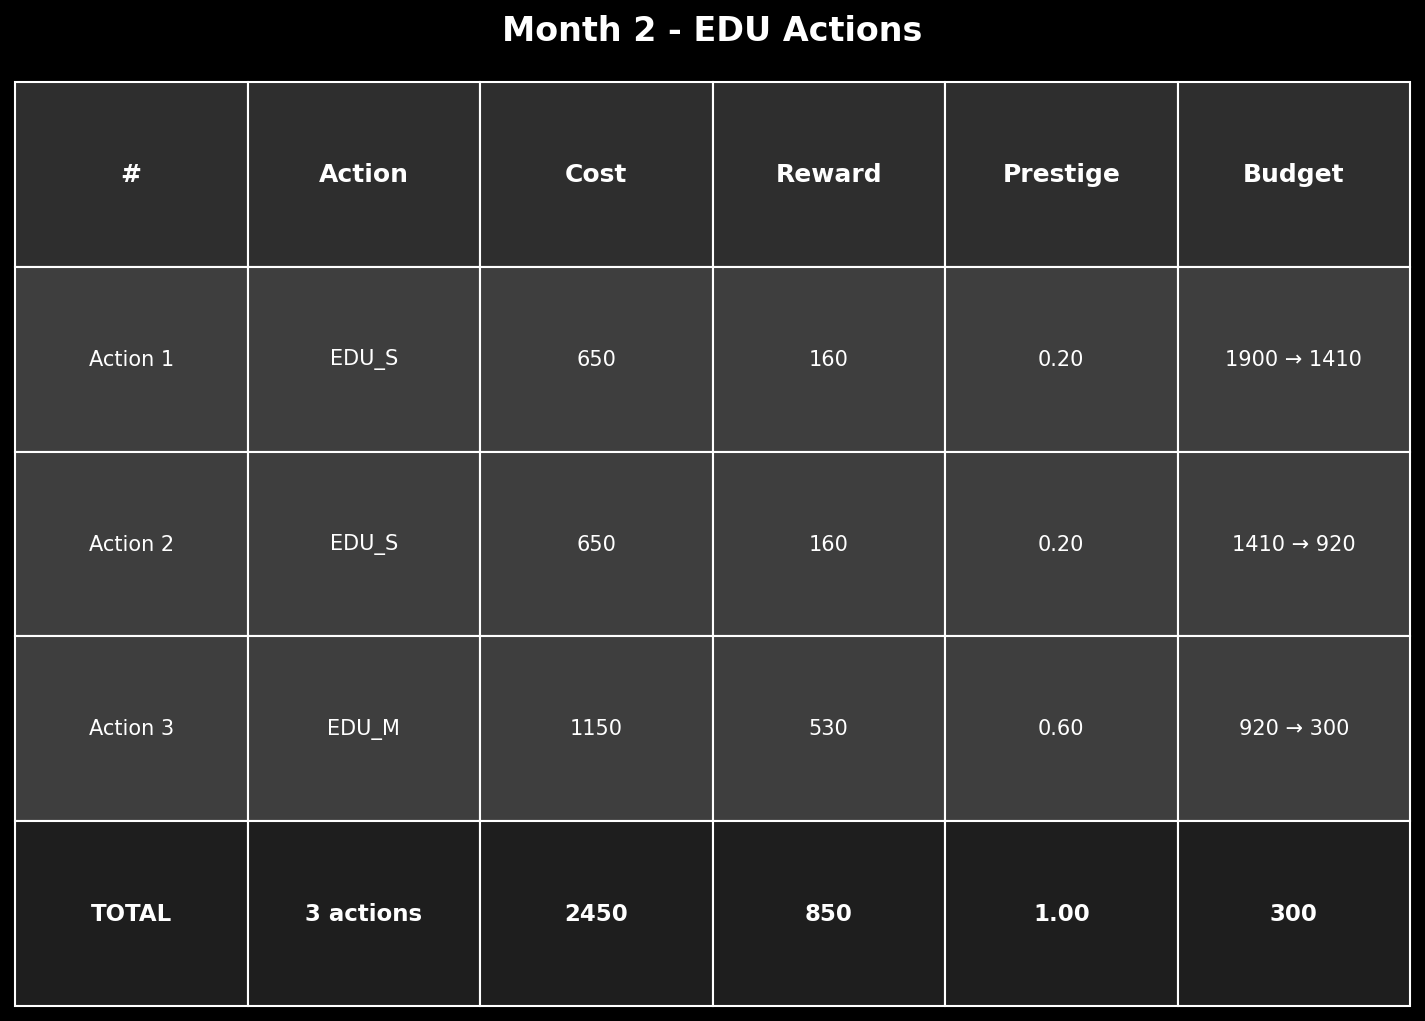 Month 2 - EDU Actions
# Action Cost Reward Prestige Budget
Action 1 EDU_S 650 160 0.20 1900 → 1410
Action 2 EDU_S 650 160 0.20 1410 → 920
Action 3 EDU_M 1150 530 0.60 920 → 300
TOTAL 3 actions 2450 850 1.00 300